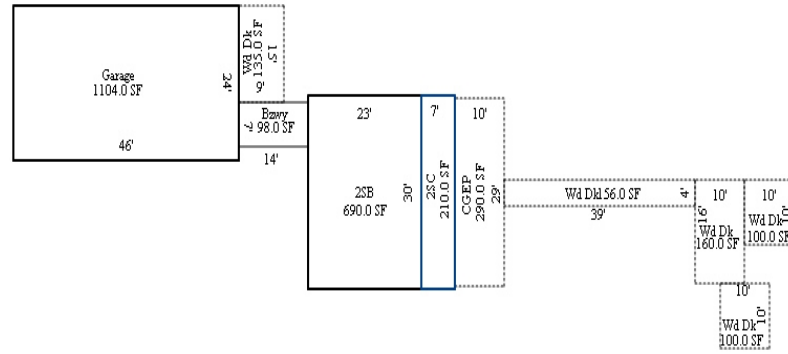 Garage
1104.0 SF
24'
46'
Wd Dk
135.0 SF
15'
9'
Bzwy
7' 98.0 SF
14'
23'
2SB
690.0 SF
30'
7'
2SC
210.0 SF
10'
CGEP
290.0 SF
29'
Wd Dk156.0 SF
4'
39'
10'
16'
Wd Dk
160.0 SF
10'
10'
Wd Dk
100.0 SF
10'
10'
Wd Dk
100.0 SF